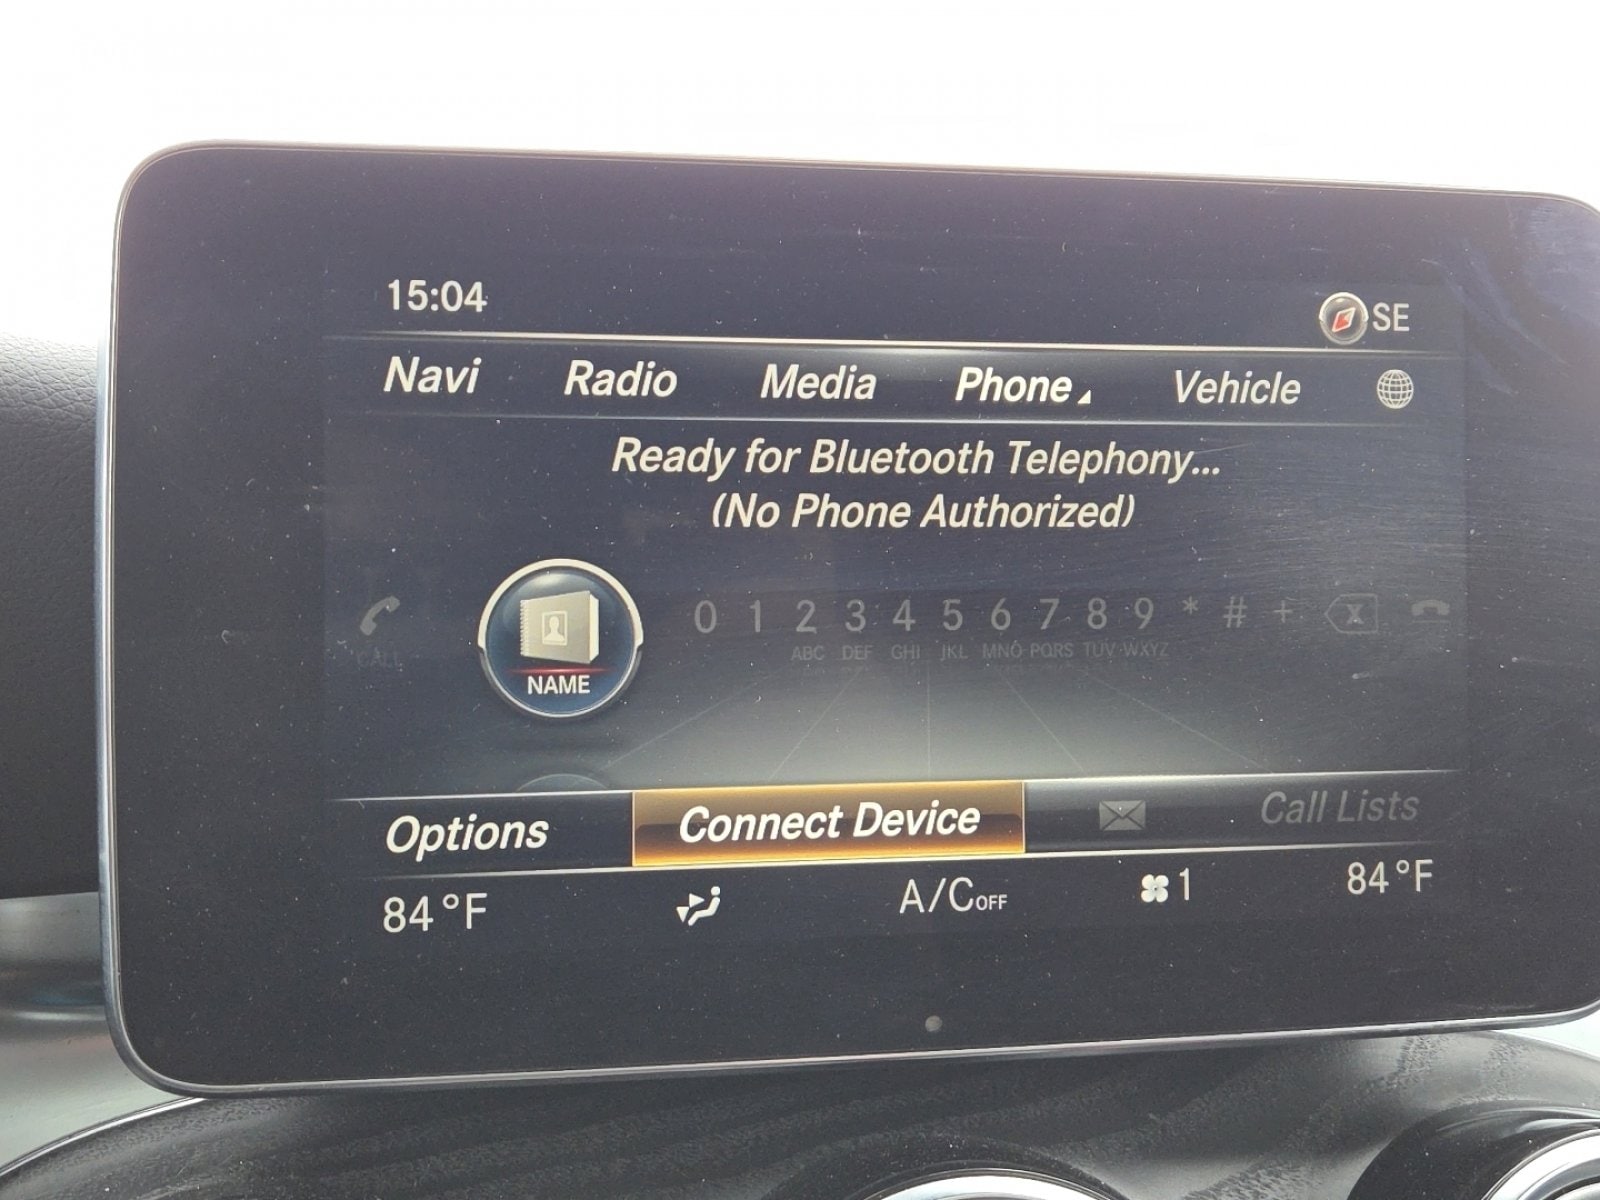 15:04
SE
Navi Radio Media Phone Vehicle
Ready for Bluetooth Telephony...
(No Phone Authorized)
0 1 2 3 4 5 6 7 8 9 * # + X
CALL ABC DEF GHI JKL MNO PQRS TUV WXYZ
NAME
Options Connect Device Call Lists
84°F A/C OFF 1 84°F